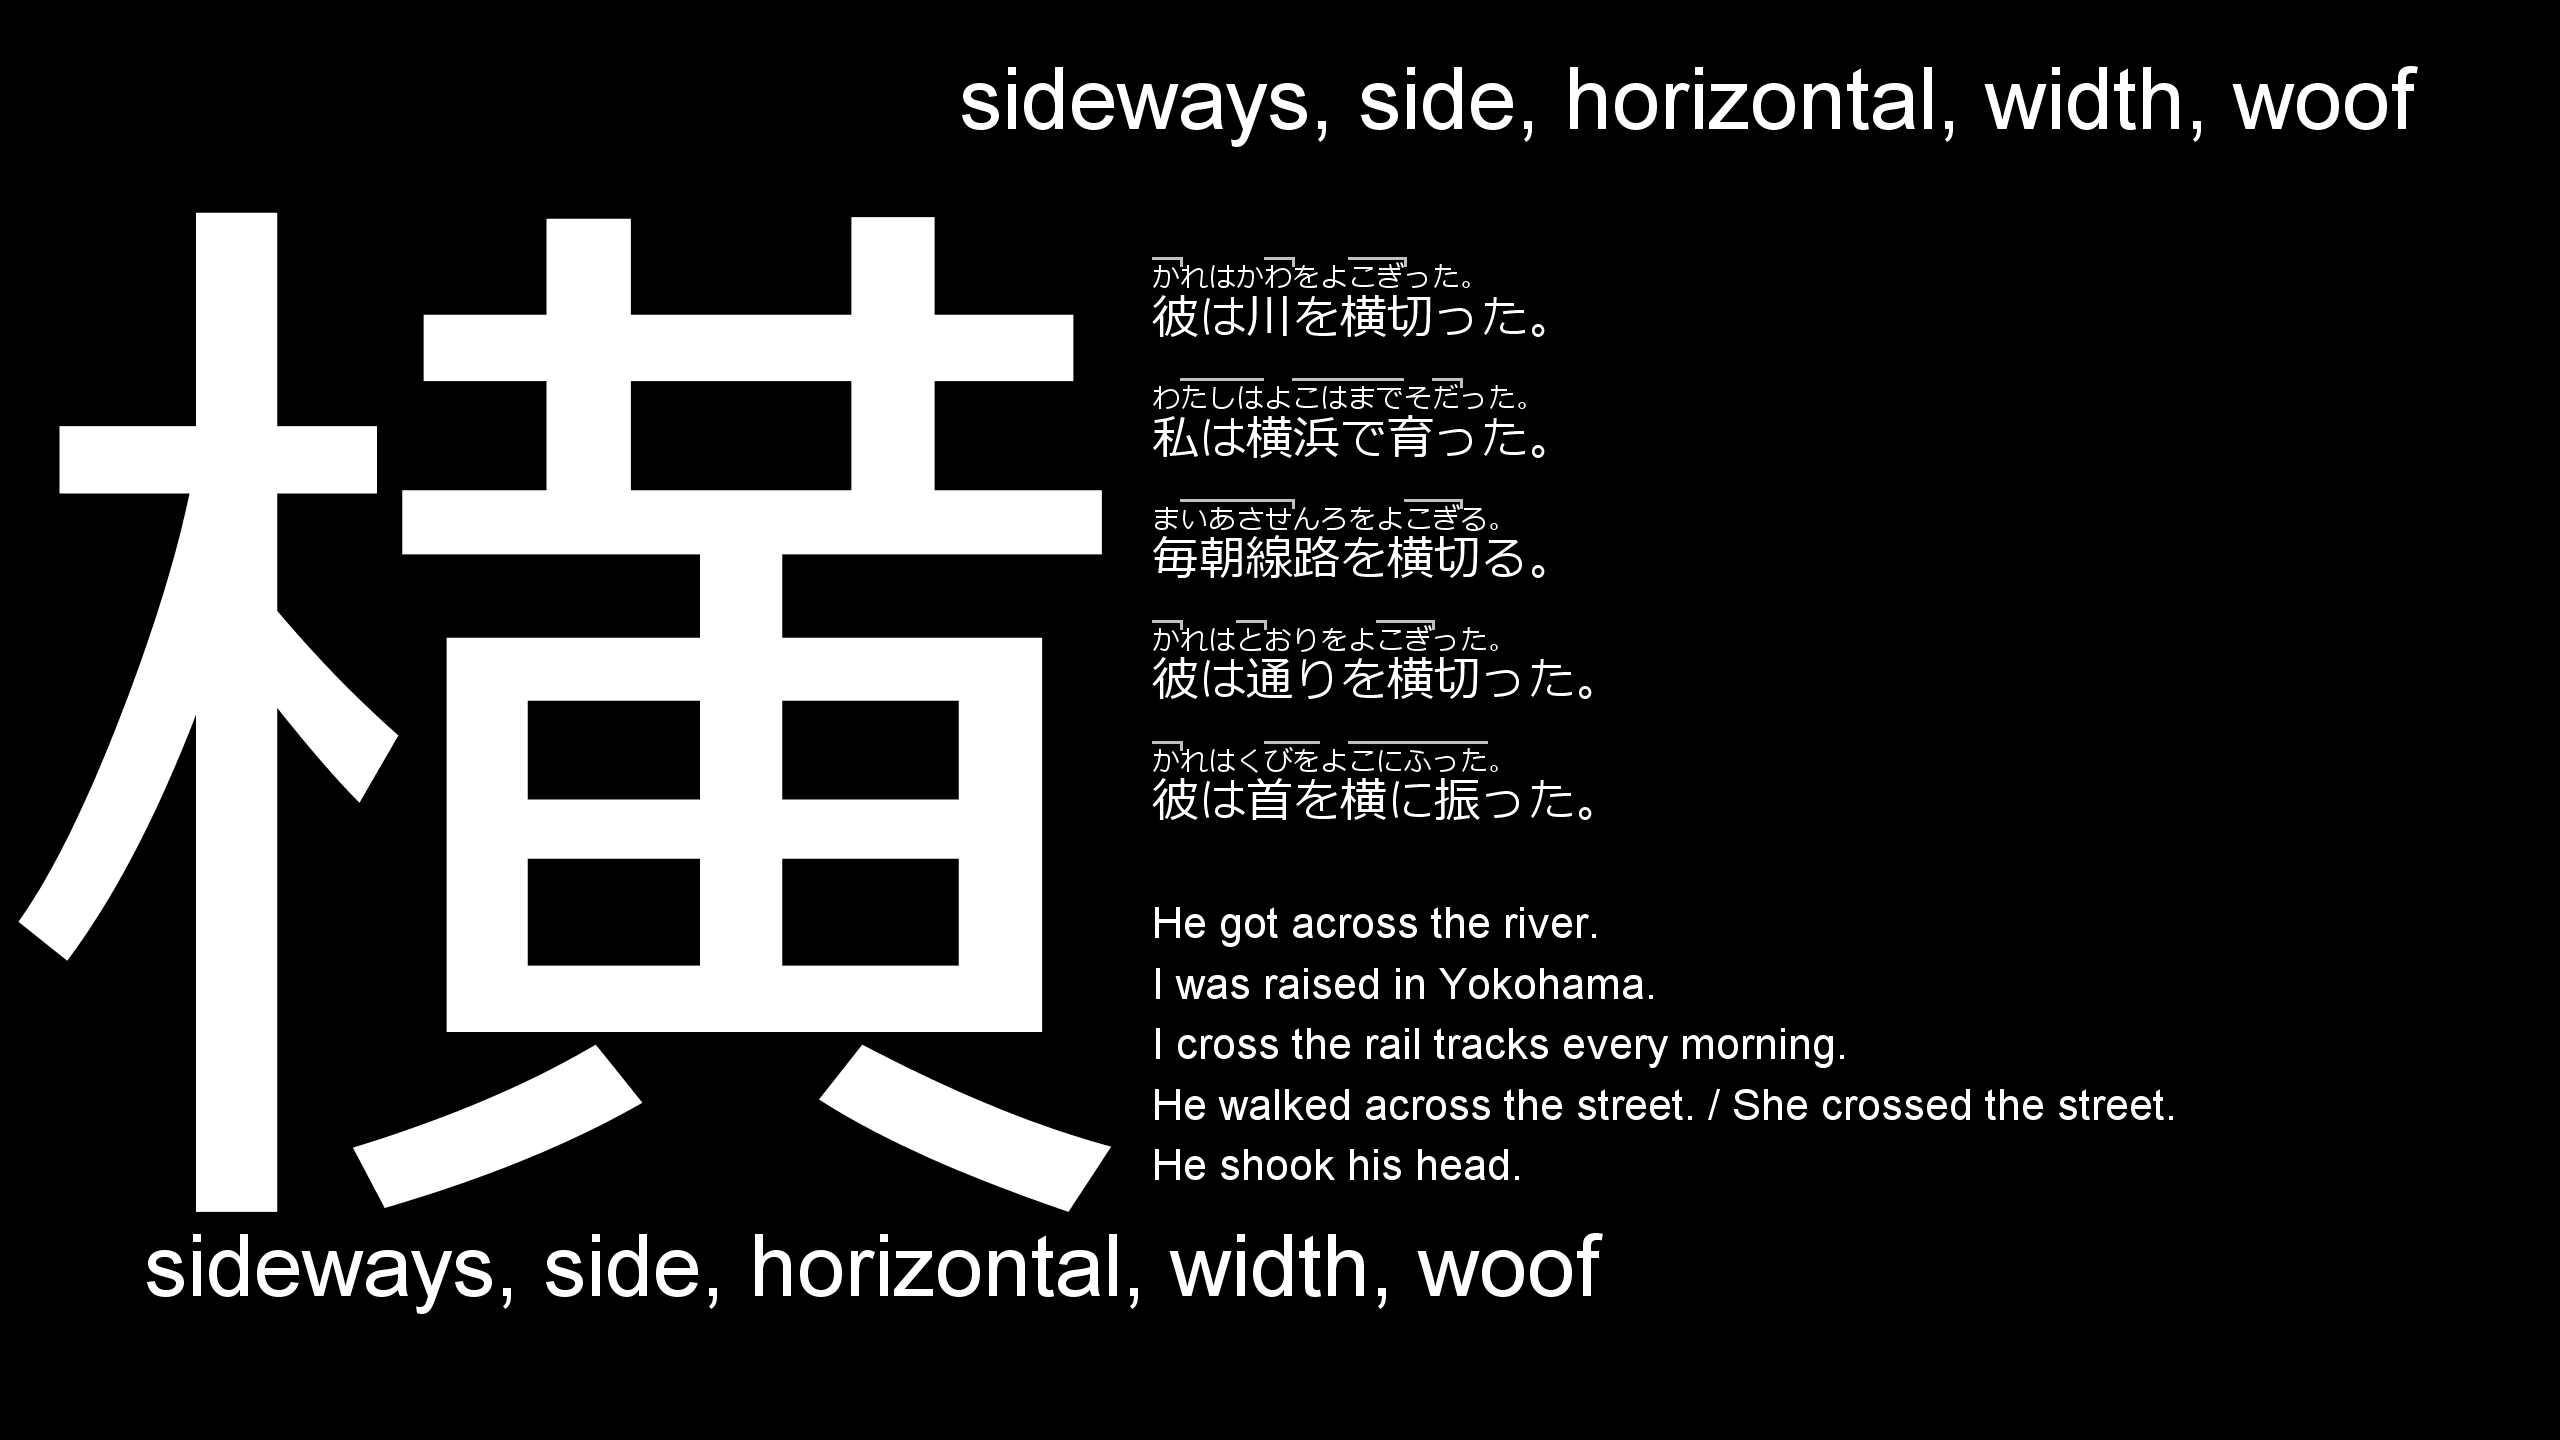 sideways, side, horizontal, width, woof
横
かれはかわをよこぎった。
彼は川を横切った。
わたしはよこはまでそだった。
私は横浜で育った。
まいあさせんろをよこぎる。
毎朝線路を横切る。
かれはとおりをよこぎった。
彼は通りを横切った。
かれはくびをよこにふった。
彼は首を横に振った。
He got across the river.
I was raised in Yokohama.
I cross the rail tracks every morning.
He walked across the street. / She crossed the street.
He shook his head.
sideways, side, horizontal, width, woof